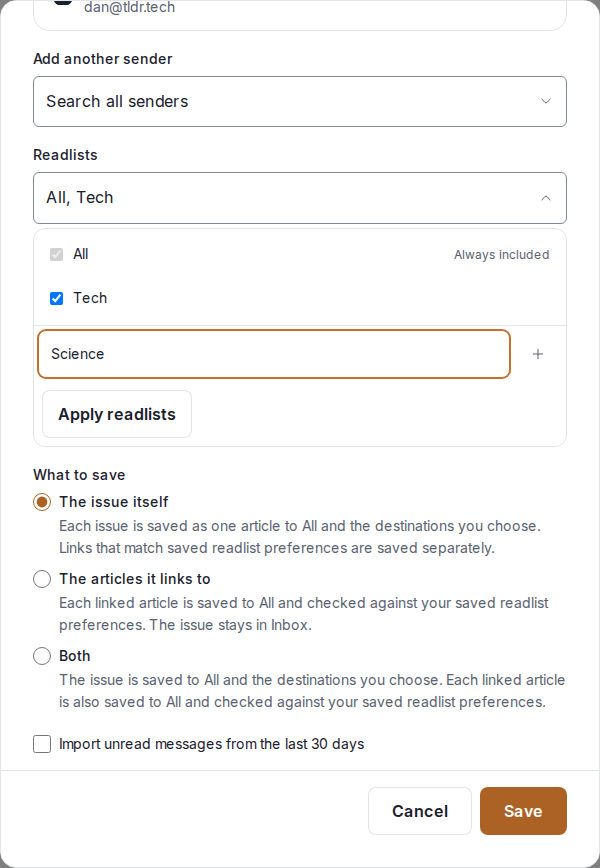 dan@tldr.tech
Add another sender
Search all senders
Readlists
All, Tech
All
Always included
Tech
Science
Apply readlists
What to save
The issue itself
Each issue is saved as one article to All and the destinations you choose.
Links that match saved readlist preferences are saved separately.
The articles it links to
Each linked article is saved to All and checked against your saved readlist
preferences. The issue stays in Inbox.
Both
The issue is saved to All and the destinations you choose. Each linked article
is also saved to All and checked against your saved readlist preferences.
Import unread messages from the last 30 days
Cancel
Save